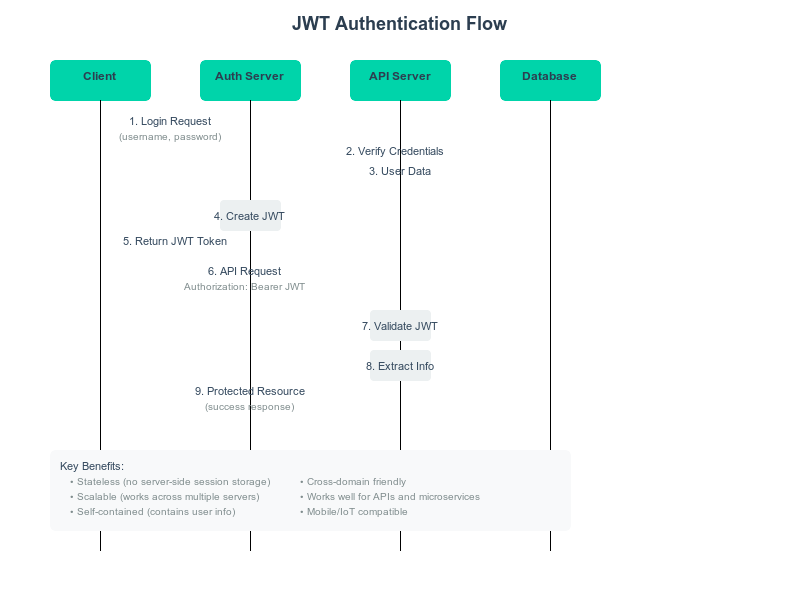 JWT Authentication Flow
Client
Auth Server
API Server
Database
1. Login Request
(username, password)
2. Verify Credentials
3. User Data
4. Create JWT
5. Return JWT Token
6. API Request
Authorization: Bearer JWT
7. Validate JWT
8. Extract Info
9. Protected Resource
(success response)
Key Benefits:
• Stateless (no server-side session storage)
• Scalable (works across multiple servers)
• Self-contained (contains user info)
• Cross-domain friendly
• Works well for APIs and microservices
• Mobile/IoT compatible